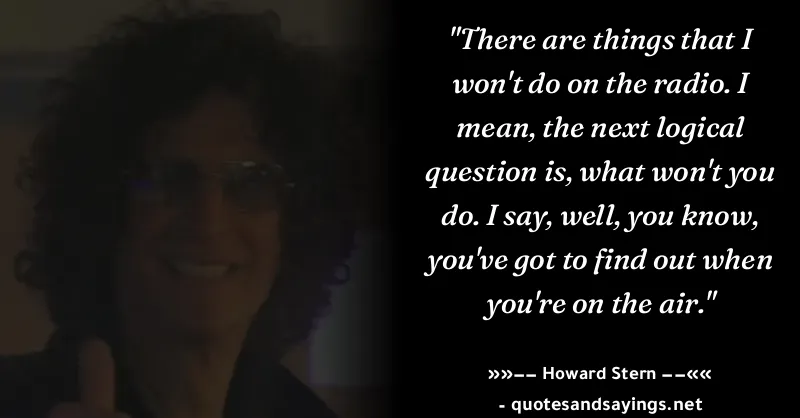 "There are things that I
won't do on the radio. I
mean, the next logical
question is, what won't you
do. I say, well, you know,
you've got to find out when
you're on the air."
»»−− Howard Stern −−««
- quotesandsayings.net